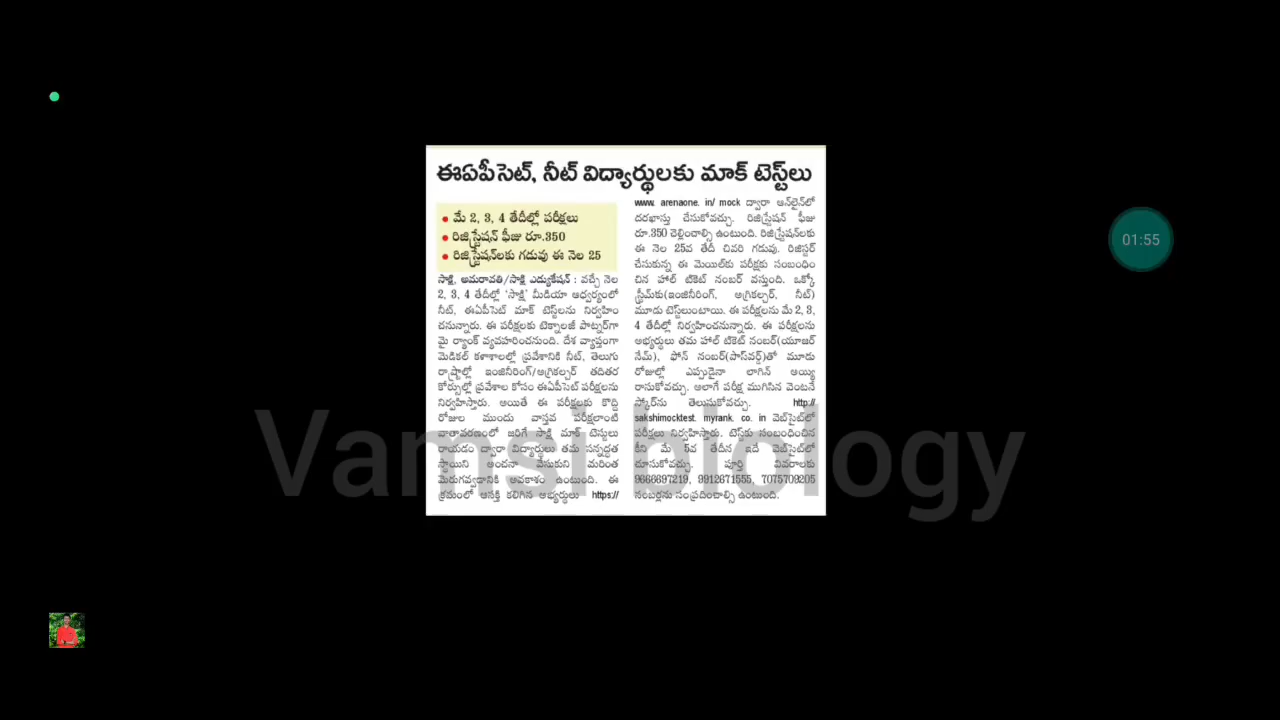 ఈఏపీసెట్, నీట్ విద్యార్థులకు మాక్ టెస్ట్‌లు
మే 2, 3, 4 తేదీల్లో పరీక్షలు
రిజిస్ట్రేషన్ ఫీజు రూ.350
రిజిస్ట్రేషన్‌లకు గడువు ఈ నెల 25
సాక్షి, అమరావతి/సాక్షి ఎడ్యుకేషన్ : వచ్చే నెల
2, 3, 4 తేదీల్లో ‘సాక్షి’ మీడియా ఆధ్వర్యంలో
నీట్, ఈఏపీసెట్ మాక్ టెస్ట్‌లను నిర్వహిం
చనున్నారు. ఈ పరీక్షలకు టెక్నాలజీ పార్ట్నర్‌గా
మై ర్యాంక్ వ్యవహరించనుంది. దేశ వ్యాప్తంగా
మెడికల్ కళాశాలల్లో ప్రవేశానికి నీట్, తెలుగు
రాష్ట్రాల్లో ఇంజినీరింగ్/అగ్రికల్చర్ తదితర
కోర్సుల్లో ప్రవేశాల కోసం ఈఏపీసెట్ పరీక్షలను
నిర్వహిస్తారు. అయితే ఈ పరీక్షలకు కొద్ది
రోజుల ముందు వాస్తవ పరీక్షలాంటి
వాతావరణంలో జరిగే సాక్షి మాక్ టెస్టులు
రాయడం ద్వారా విద్యార్థులు తమ సన్నద్ధత
స్థాయిని అంచనా వేసుకుని మరింత
మెరుగవ్వడానికి అవకాశం ఉంటుంది. ఈ
క్రమంలో ఆసక్తి కలిగిన అభ్యర్థులు https://
www. arenaone. in/ mock ద్వారా ఆన్‌లైన్‌లో
దరఖాస్తు చేసుకోవచ్చు. రిజిస్ట్రేషన్ ఫీజు
రూ.350 చెల్లించాల్సి ఉంటుంది. రిజిస్ట్రేషన్‌లకు
ఈ నెల 25వ తేదీ చివరి గడువు. రిజిస్టర్
చేసుకున్న ఈ మెయిల్‌కు పరీక్షకు సంబంధిం
చిన హాల్ టికెట్ నంబర్ వస్తుంది. ఒక్కో
స్ట్రీమ్‌కు(ఇంజినీరింగ్, అగ్రికల్చర్, నీట్)
మూడు టెస్ట్‌లుంటాయి. ఈ పరీక్షలను మే 2, 3,
4 తేదీల్లో నిర్వహించనున్నారు. ఈ పరీక్షలను
అభ్యర్థులు తమ హాల్ టికెట్ నంబర్(యూజర్
నేమ్), ఫోన్ నంబర్(పాస్‌వర్డ్)తో మూడు
రోజుల్లో ఎప్పుడైనా లాగిన్ అయ్యి
రాసుకోవచ్చు. అలాగే పరీక్ష ముగిసిన వెంటనే
స్కోర్‌ను తెలుసుకోవచ్చు. http://
sakshimocktest. myrank. co. in వెబ్‌సైట్‌లో
పరీక్షలు నిర్వహిస్తారు. టెస్ట్‌కు సంబంధించిన
కీని మే 5వ తేదీన ఇదే వెబ్‌సైట్‌లో
చూసుకోవచ్చు. పూర్తి వివరాలకు
9666697219, 9912671555, 7075709205
నంబర్లను సంప్రదించాల్సి ఉంటుంది.
Vamsi biology
01:55